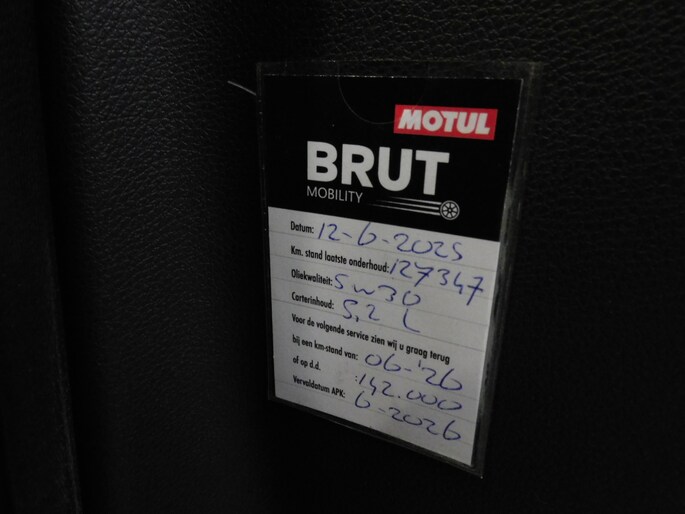 MOTUL
BRUT
MOBILITY
Datum: 12-6-2025
Km. stand laatste onderhoud: 127347
Oliekwaliteit: 5w30
Carterinhoud: 5,2 L
Voor de volgende service zien wij u graag terug
bij een km-stand van: 06-'26
of op d.d. : 142.000
Vervaldatum APK: 6-2026